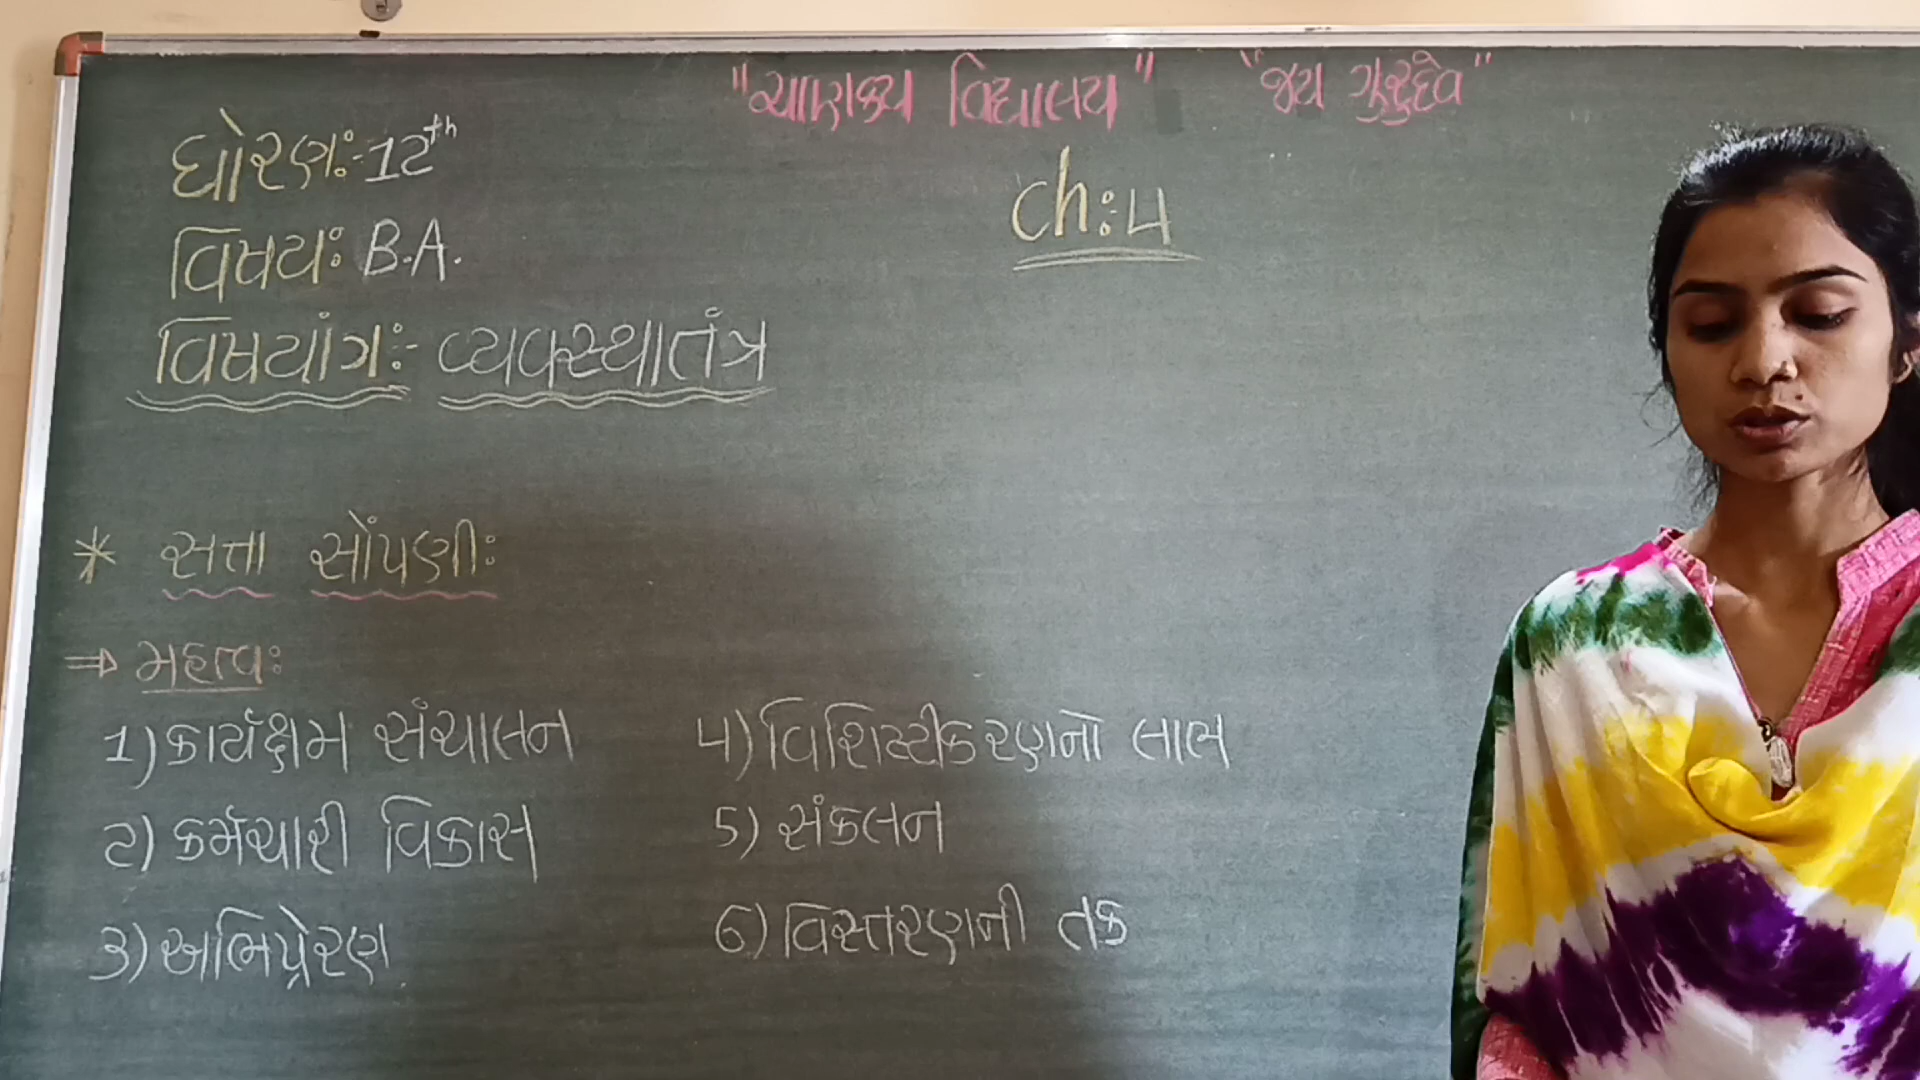 "ચાણક્ય વિદ્યાલય" "જય ગુરુદેવ"
ધોરણઃ-12th
ch:-4
વિષયઃ B.A.
વિષયાંગઃ- વ્યવસ્થાતંત્ર
* સત્તા સોંપણીઃ
⇒ મહત્વઃ
1) કાર્યક્ષમ સંચાલન
2) કર્મચારી વિકાસ
3) અભિપ્રેરણ
4) વિશિષ્ટીકરણનો લાભ
5) સંકલન
6) વિસ્તરણની તક